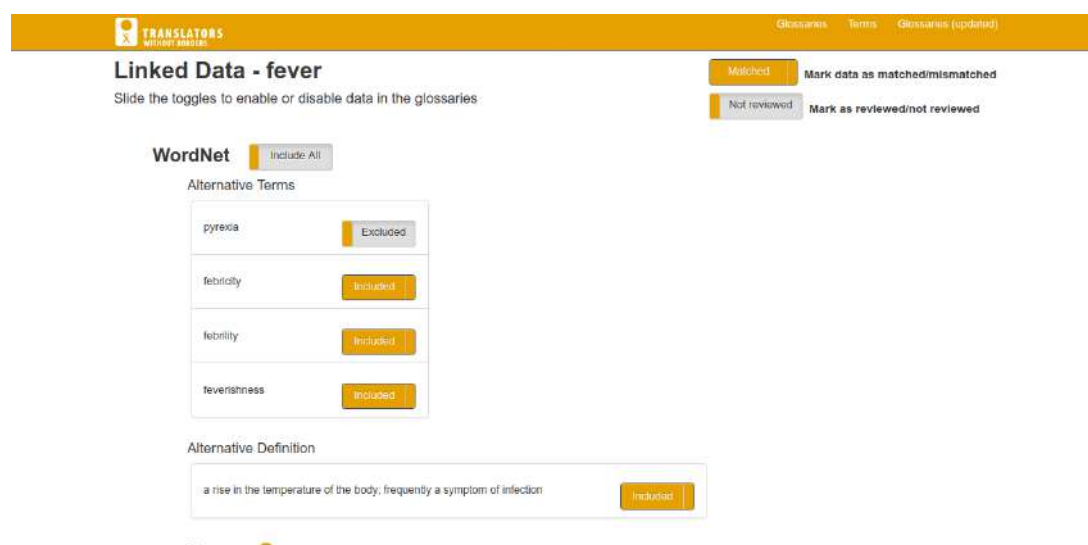 Glossaries Terms Glossaries (updated)
TRANSLATORS
WITHOUT BORDERS
Linked Data - fever
Matched Mark data as matched/mismatched
Slide the toggles to enable or disable data in the glossaries
Not reviewed Mark as reviewed/not reviewed
WordNet Include All
Alternative Terms
pyrexia Excluded
febricity Included
febrility Included
feverishness Included
Alternative Definition
a rise in the temperature of the body; frequently a symptom of infection Included